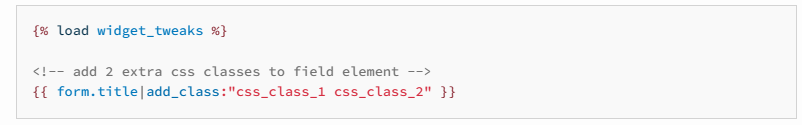 {% load widget_tweaks %}
<!-- add 2 extra css classes to field element -->
{{ form.title|add_class:"css_class_1 css_class_2" }}